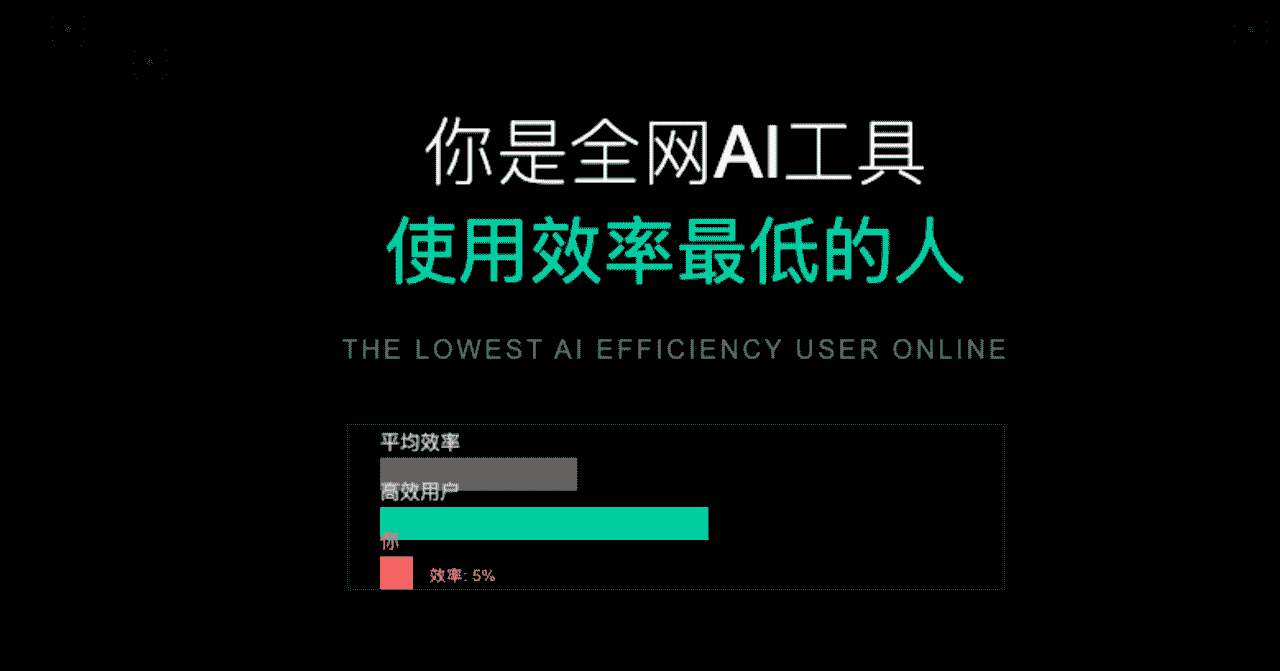 你是全网AI工具
使用效率最低的人
THE LOWEST AI EFFICIENCY USER ONLINE
平均效率
高效用户
你
效率: 5%